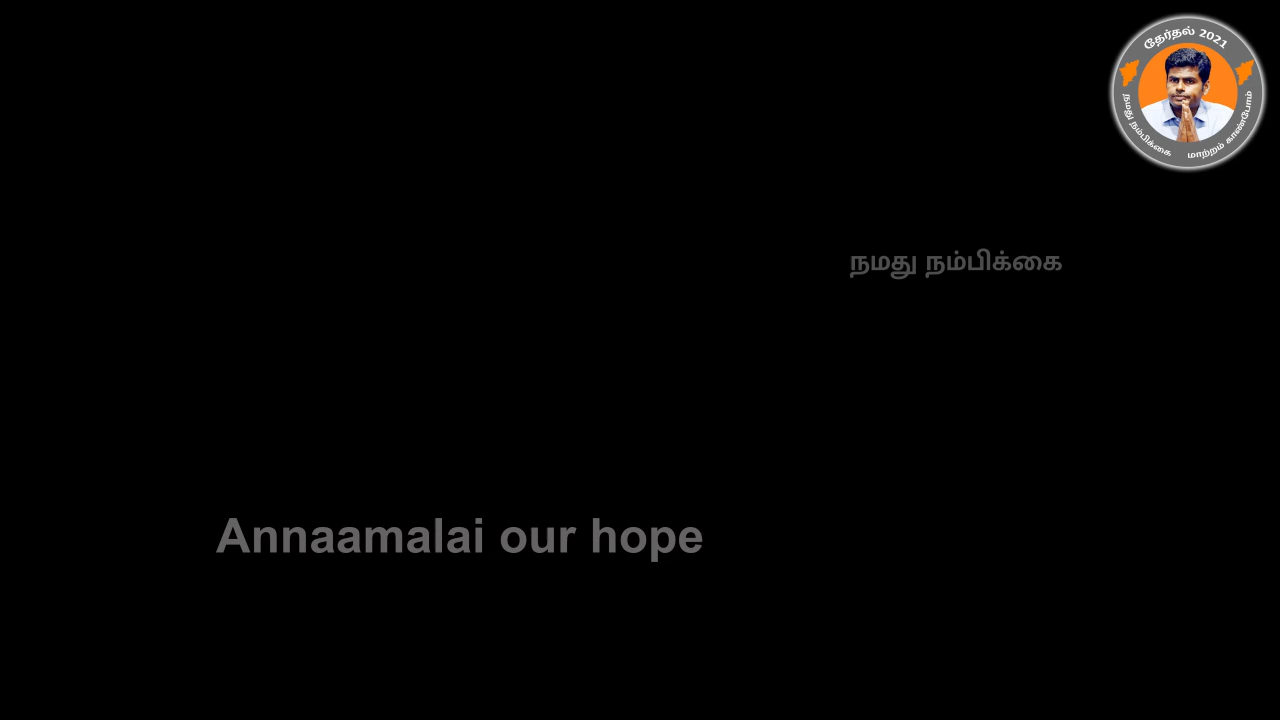 தேர்தல் 2021
நமது நம்பிக்கை
மாற்றம் காண்போம்
நமது நம்பிக்கை
Annaamalai our hope